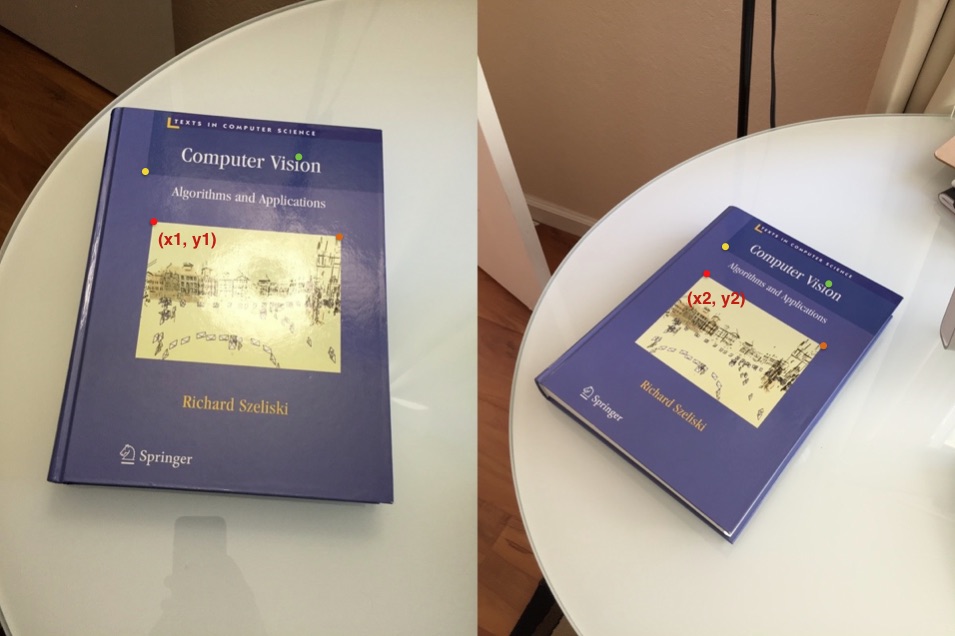 TEXTS IN COMPUTER SCIENCE
Computer Vision
Algorithms and Applications
(x1, y1)
Richard Szeliski
Springer
TEXTS IN COMPUTER SCIENCE
Computer Vision
Algorithms and Applications
(x2, y2)
Richard Szeliski
Springer